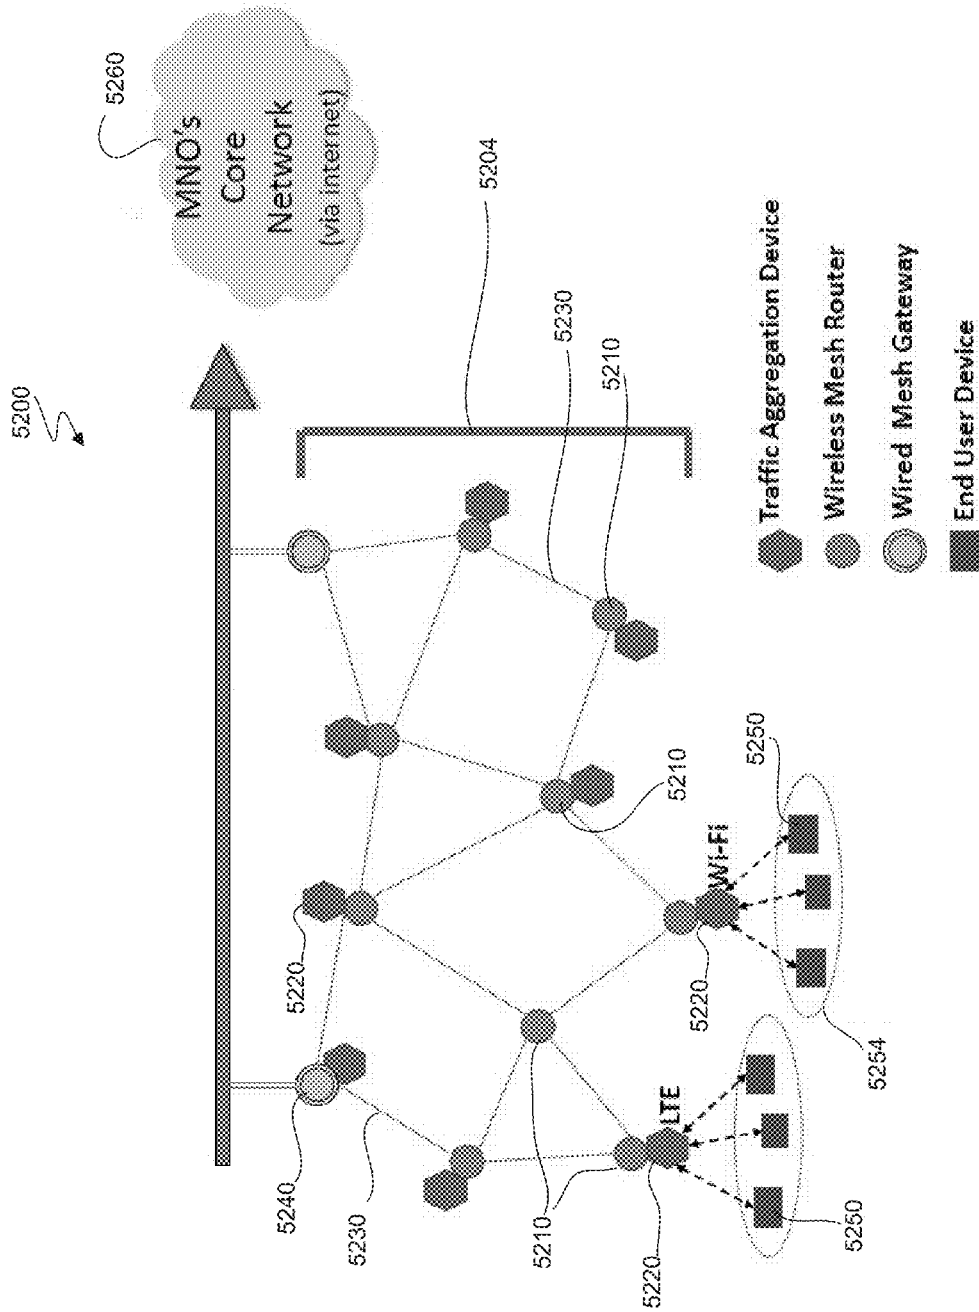 5200
5260
MNO's
Core
Network
(via Internet)
5204
5230
5210
5240
5230
5220
5210
5210
LTE
5220
5250
Wi-Fi
5220
5254
5250
Traffic Aggregation Device
Wireless Mesh Router
Wired Mesh Gateway
End User Device